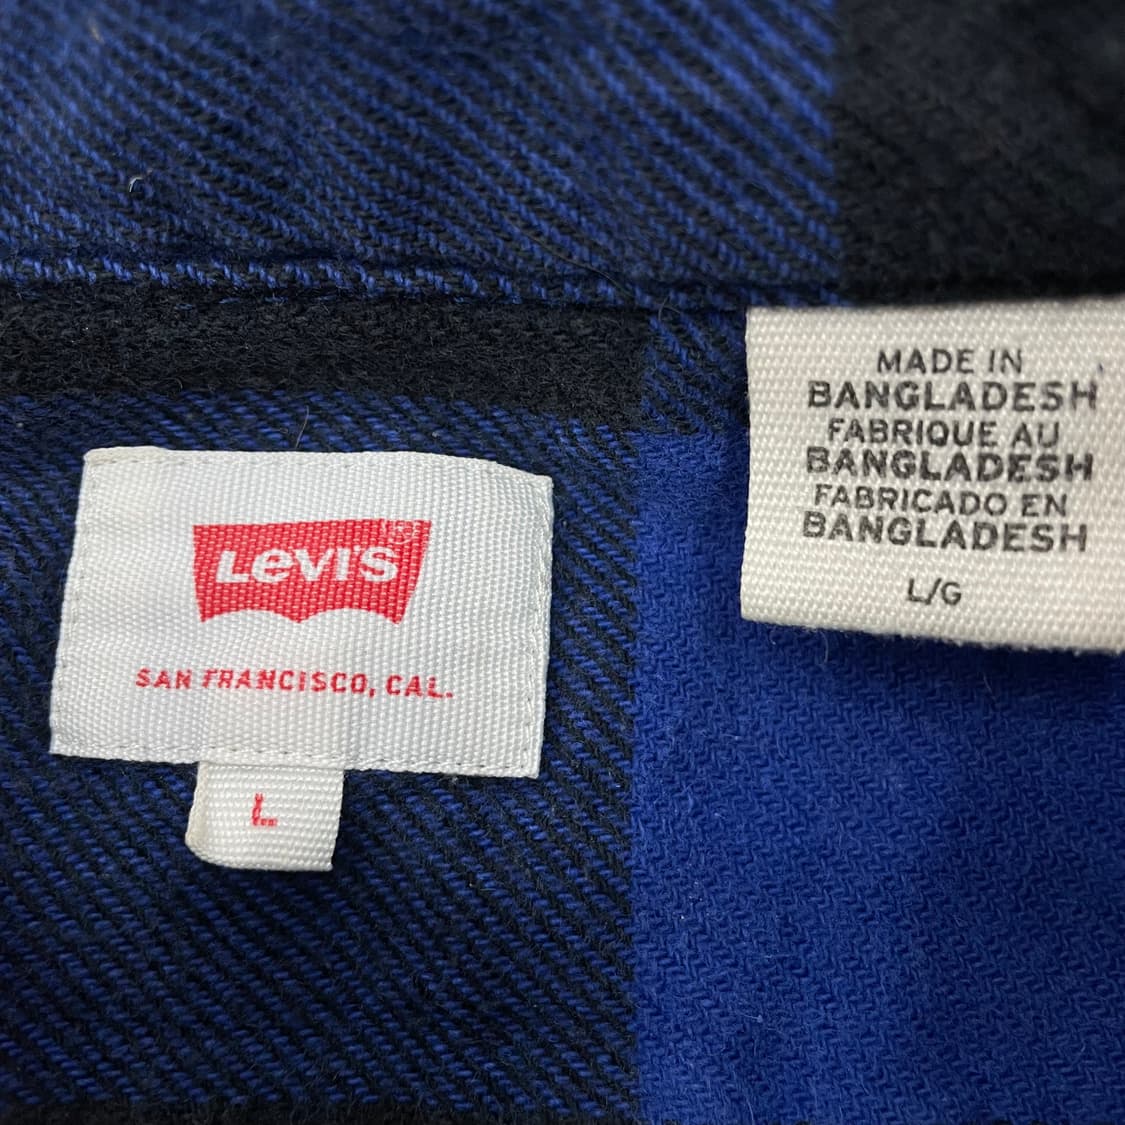 LEVI'S
SAN FRANCISCO, CAL.
L
MADE IN
BANGLADESH
FABRIQUE AU
BANGLADESH
FABRICADO EN
BANGLADESH
L/G